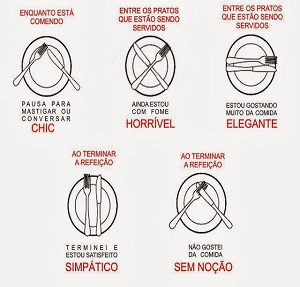 ENQUANTO ESTÁ
COMENDO
PAUSA PARA
MASTIGAR OU
CONVERSAR
CHIC
ENTRE OS PRATOS
QUE ESTÃO SENDO
SERVIDOS
AINDA ESTOU
COM FOME
HORRÍVEL
ENTRE OS PRATOS
QUE ESTÃO SENDO
SERVIDOS
ESTOU GOSTANDO
MUITO DA COMIDA
ELEGANTE
AO TERMINAR
A REFEIÇÃO
TERMINEI E
ESTOU SATISFEITO
SIMPÁTICO
AO TERMINAR
A REFEIÇÃO
NÃO GOSTEI
DA COMIDA
SEM NOÇÃO